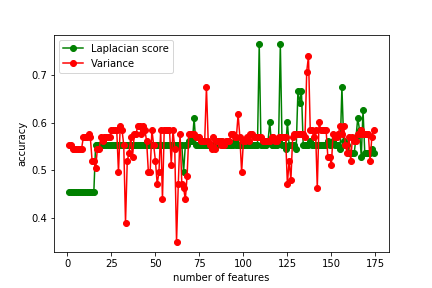 Laplacian score
Variance
accuracy
0.7
0.6
0.5
0.4
0 25 50 75 100 125 150 175
number of features